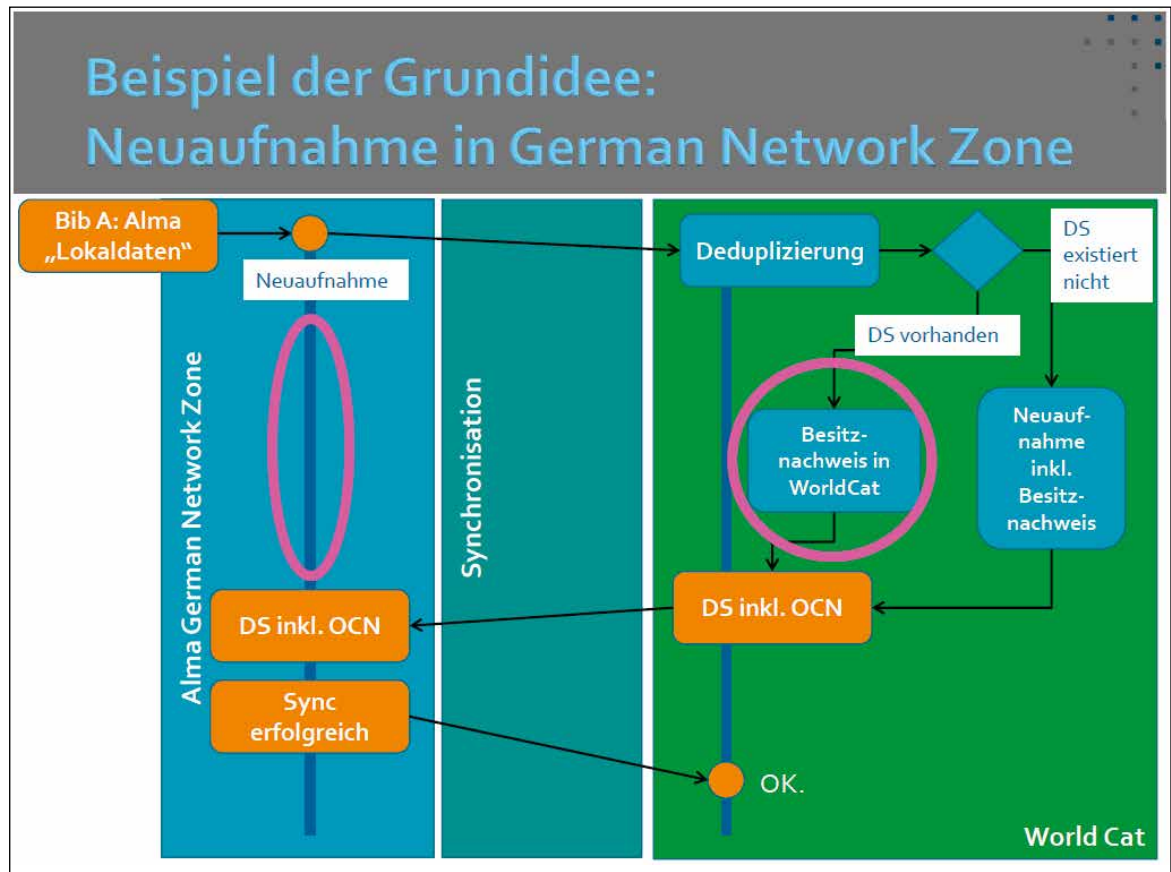 Beispiel der Grundidee:
Neuaufnahme in German Network Zone
Bib A: Alma
„Lokaldaten“
Neuaufnahme
Alma German Network Zone
DS inkl. OCN
Sync
erfolgreich
Synchronisation
Deduplizierung
DS
existiert
nicht
DS vorhanden
Besitz-
nachweis in
WorldCat
Neuauf-
nahme
inkl.
Besitz-
nachweis
DS inkl. OCN
OK.
World Cat